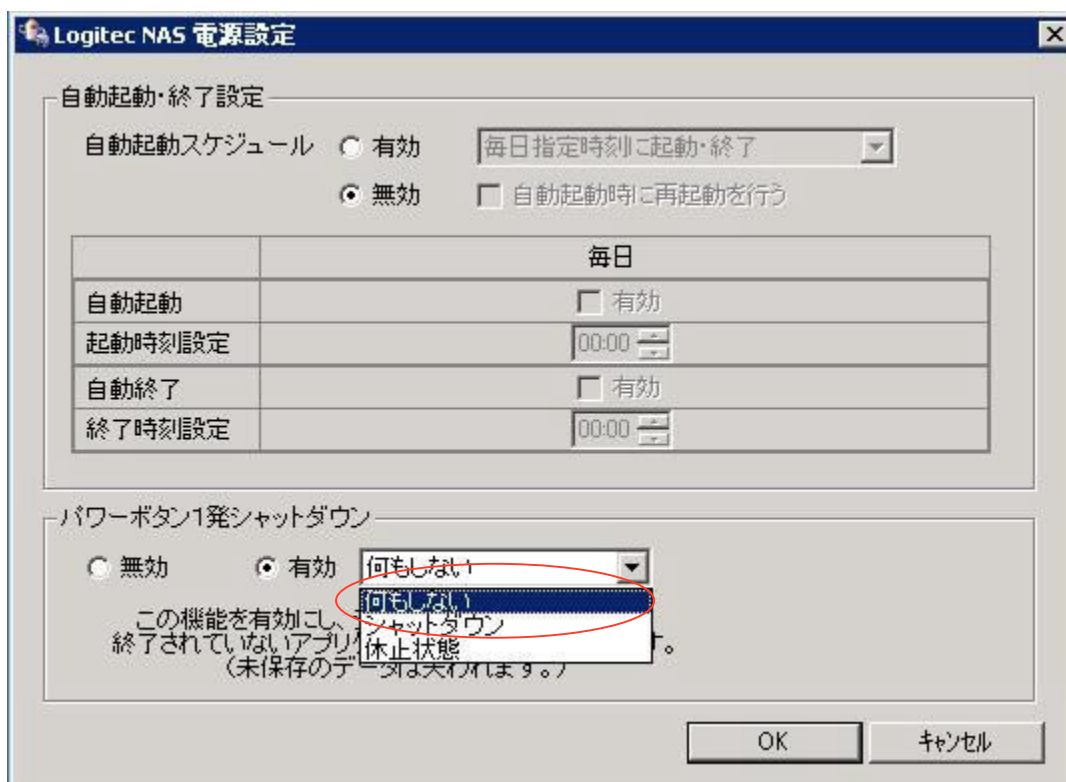 Logitec NAS 電源設定
自動起動・終了設定
自動起動スケジュール 有効 毎日指定時刻に起動・終了
無効 自動起動時に再起動を行う
毎日
自動起動 有効
起動時刻設定 00:00
自動終了 有効
終了時刻設定 00:00
パワーボタン1発シャットダウン
無効 有効 何もしない
何もしない
シャットダウン
休止状態
この機能を有効にし、
終了されていないアプリ す。
(未保存のデータは失われます。)
OK キャンセル